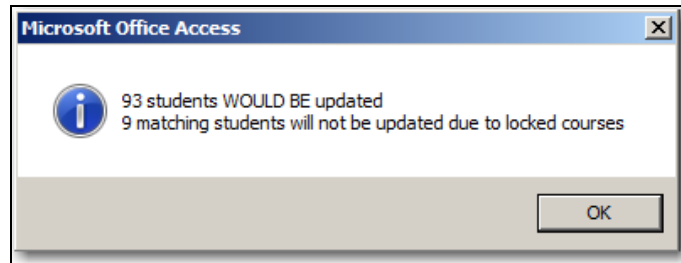 Microsoft Office Access
93 students WOULD BE updated
9 matching students will not be updated due to locked courses
OK